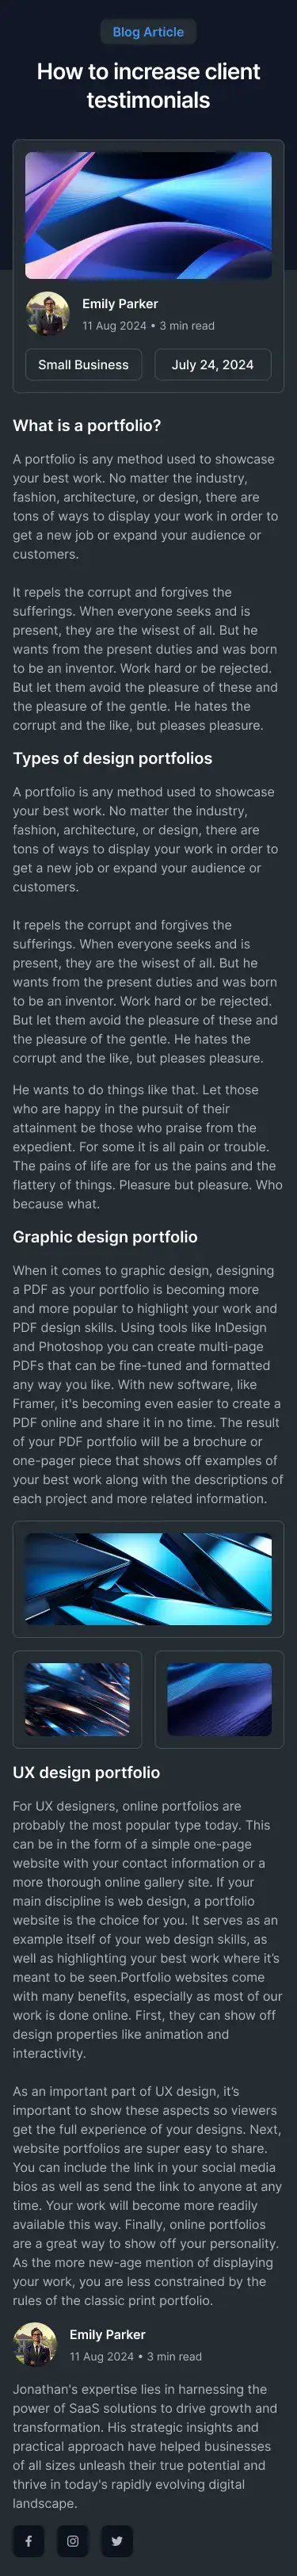 Blog Article
How to increase client
testimonials
Emily Parker
11 Aug 2024 • 3 min read
Small Business
July 24, 2024
What is a portfolio?
A portfolio is any method used to showcase
your best work. No matter the industry,
fashion, architecture, or design, there are
tons of ways to display your work in order to
get a new job or expand your audience or
customers.
It repels the corrupt and forgives the
sufferings. When everyone seeks and is
present, they are the wisest of all. But he
wants from the present duties and was born
to be an inventor. Work hard or be rejected.
But let them avoid the pleasure of these and
the pleasure of the gentle. He hates the
corrupt and the like, but pleases pleasure.
Types of design portfolios
A portfolio is any method used to showcase
your best work. No matter the industry,
fashion, architecture, or design, there are
tons of ways to display your work in order to
get a new job or expand your audience or
customers.
It repels the corrupt and forgives the
sufferings. When everyone seeks and is
present, they are the wisest of all. But he
wants from the present duties and was born
to be an inventor. Work hard or be rejected.
But let them avoid the pleasure of these and
the pleasure of the gentle. He hates the
corrupt and the like, but pleases pleasure.
He wants to do things like that. Let those
who are happy in the pursuit of their
attainment be those who praise from the
expedient. For some it is all pain or trouble.
The pains of life are for us the pains and the
flattery of things. Pleasure but pleasure. Who
because what.
Graphic design portfolio
When it comes to graphic design, designing
a PDF as your portfolio is becoming more
and more popular to highlight your work and
PDF design skills. Using tools like InDesign
and Photoshop you can create multi-page
PDFs that can be fine-tuned and formatted
any way you like. With new software, like
Framer, it's becoming even easier to create a
PDF online and share it in no time. The result
of your PDF portfolio will be a brochure or
one-pager piece that shows off examples of
your best work along with the descriptions of
each project and more related information.
UX design portfolio
For UX designers, online portfolios are
probably the most popular type today. This
can be in the form of a simple one-page
website with your contact information or a
more thorough online gallery site. If your
main discipline is web design, a portfolio
website is the choice for you. It serves as an
example itself of your web design skills, as
well as highlighting your best work where it’s
meant to be seen.Portfolio websites come
with many benefits, especially as most of our
work is done online. First, they can show off
design properties like animation and
interactivity.
As an important part of UX design, it’s
important to show these aspects so viewers
get the full experience of your designs. Next,
website portfolios are super easy to share.
You can include the link in your social media
bios as well as send the link to anyone at any
time. Your work will become more readily
available this way. Finally, online portfolios
are a great way to show off your personality.
As the more new-age mention of displaying
your work, you are less constrained by the
rules of the classic print portfolio.
Emily Parker
11 Aug 2024 • 3 min read
Jonathan's expertise lies in harnessing the
power of SaaS solutions to drive growth and
transformation. His strategic insights and
practical approach have helped businesses
of all sizes unleash their true potential and
thrive in today's rapidly evolving digital
landscape.